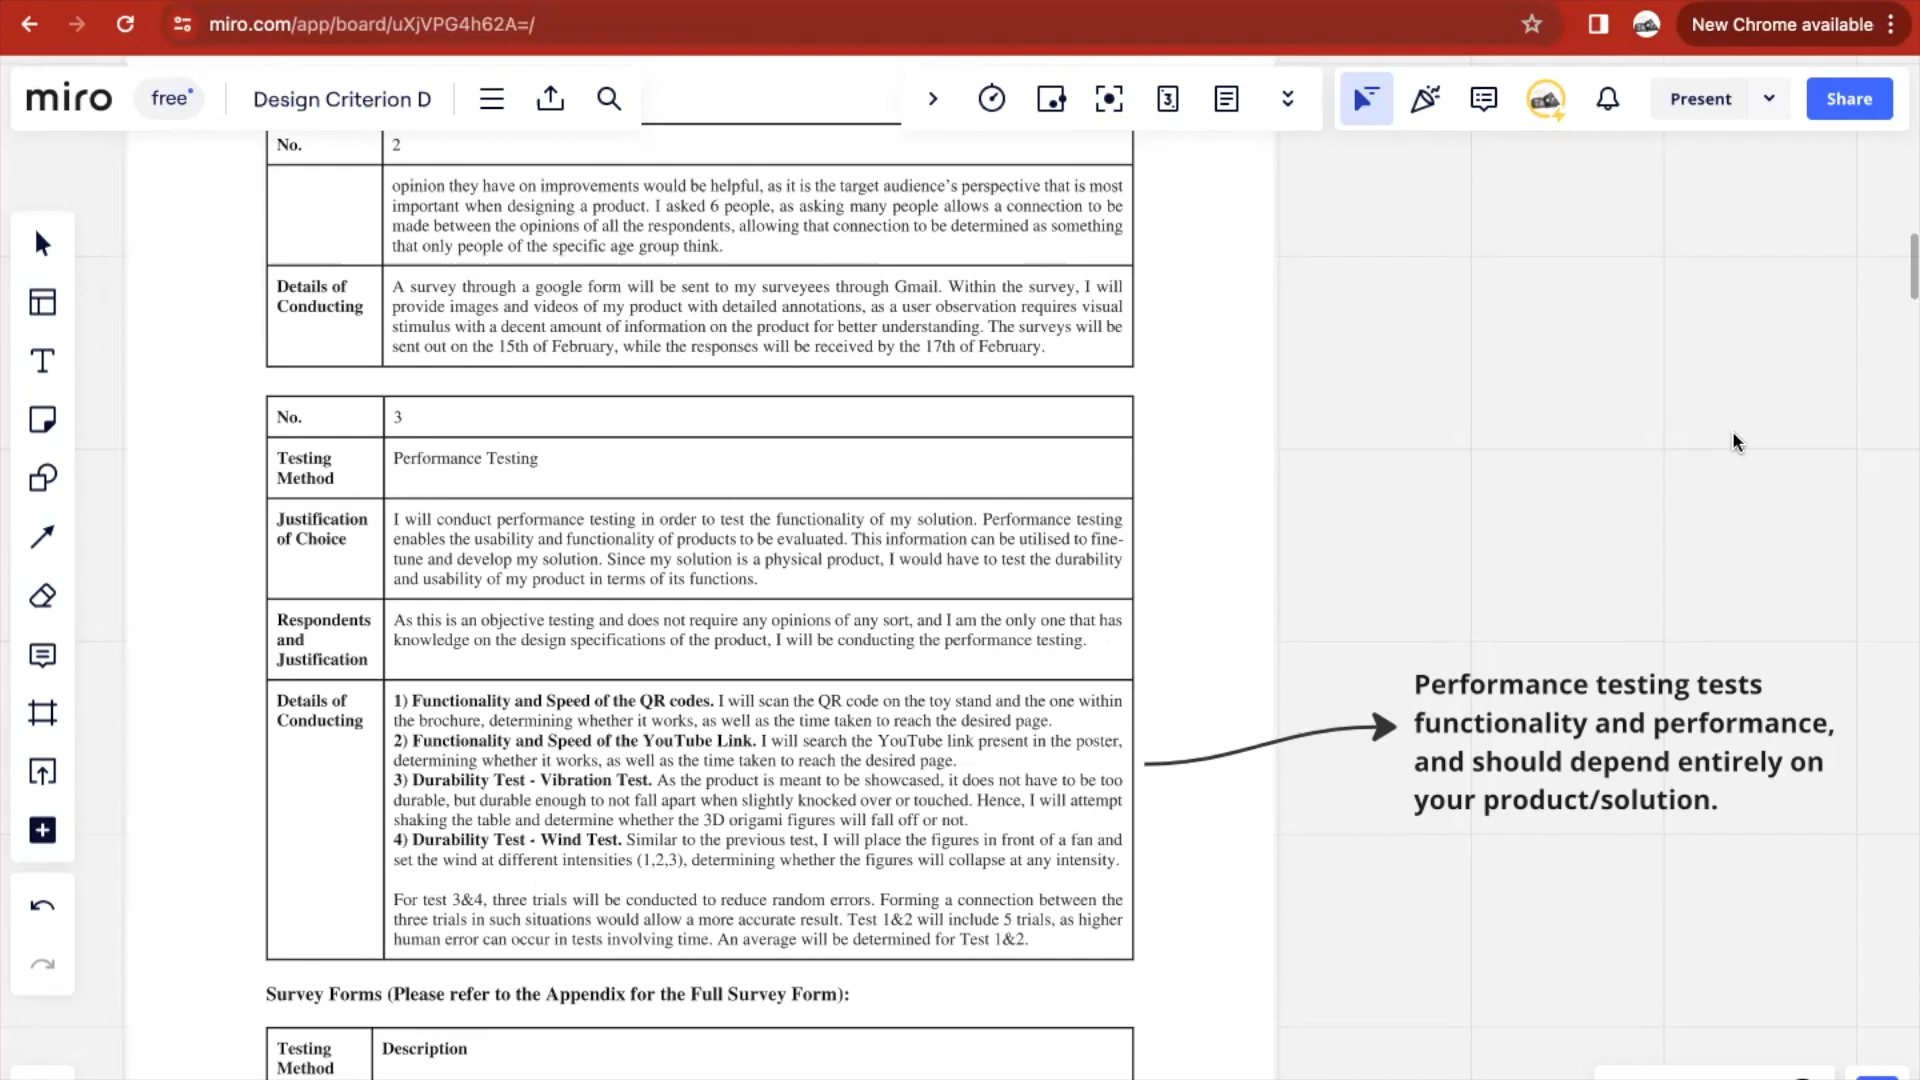 miro.com/app/board/uXjVPG4h62A=/
New Chrome available
miro
free
Design Criterion D
3
Present
Share
No.
2
opinion they have on improvements would be helpful, as it is the target audience's perspective that is most
important when designing a product. I asked 6 people, as asking many people allows a connection to be
made between the opinions of all the respondents, allowing that connection to be determined as something
that only people of the specific age group think.
Details of
Conducting
A survey through a google form will be sent to my surveyees through Gmail. Within the survey, I will
provide images and videos of my product with detailed annotations, as a user observation requires visual
stimulus with a decent amount of information on the product for better understanding. The surveys will be
sent out on the 15th of February, while the responses will be received by the 17th of February.
No.
3
Testing
Method
Performance Testing
Justification
of Choice
I will conduct performance testing in order to test the functionality of my solution. Performance testing
enables the usability and functionality of products to be evaluated. This information can be utilised to fine-
tune and develop my solution. Since my solution is a physical product, I would have to test the durability
and usability of my product in terms of its functions.
Respondents
and
Justification
As this is an objective testing and does not require any opinions of any sort, and I am the only one that has
knowledge on the design specifications of the product, I will be conducting the performance testing.
Details of
Conducting
1) Functionality and Speed of the QR codes. I will scan the QR code on the toy stand and the one within
the brochure, determining whether it works, as well as the time taken to reach the desired page.
2) Functionality and Speed of the YouTube Link. I will search the YouTube link present in the poster,
determining whether it works, as well as the time taken to reach the desired page.
3) Durability Test - Vibration Test. As the product is meant to be showcased, it does not have to be too
durable, but durable enough to not fall apart when slightly knocked over or touched. Hence, I will attempt
shaking the table and determine whether the 3D origami figures will fall off or not.
4) Durability Test - Wind Test. Similar to the previous test, I will place the figures in front of a fan and
set the wind at different intensities (1,2,3), determining whether the figures will collapse at any intensity.
For test 3&4, three trials will be conducted to reduce random errors. Forming a connection between the
three trials in such situations would allow a more accurate result. Test 1&2 will include 5 trials, as higher
human error can occur in tests involving time. An average will be determined for Test 1&2.
Performance testing tests
functionality and performance,
and should depend entirely on
your product/solution.
Survey Forms (Please refer to the Appendix for the Full Survey Form):
Testing
Method
Description